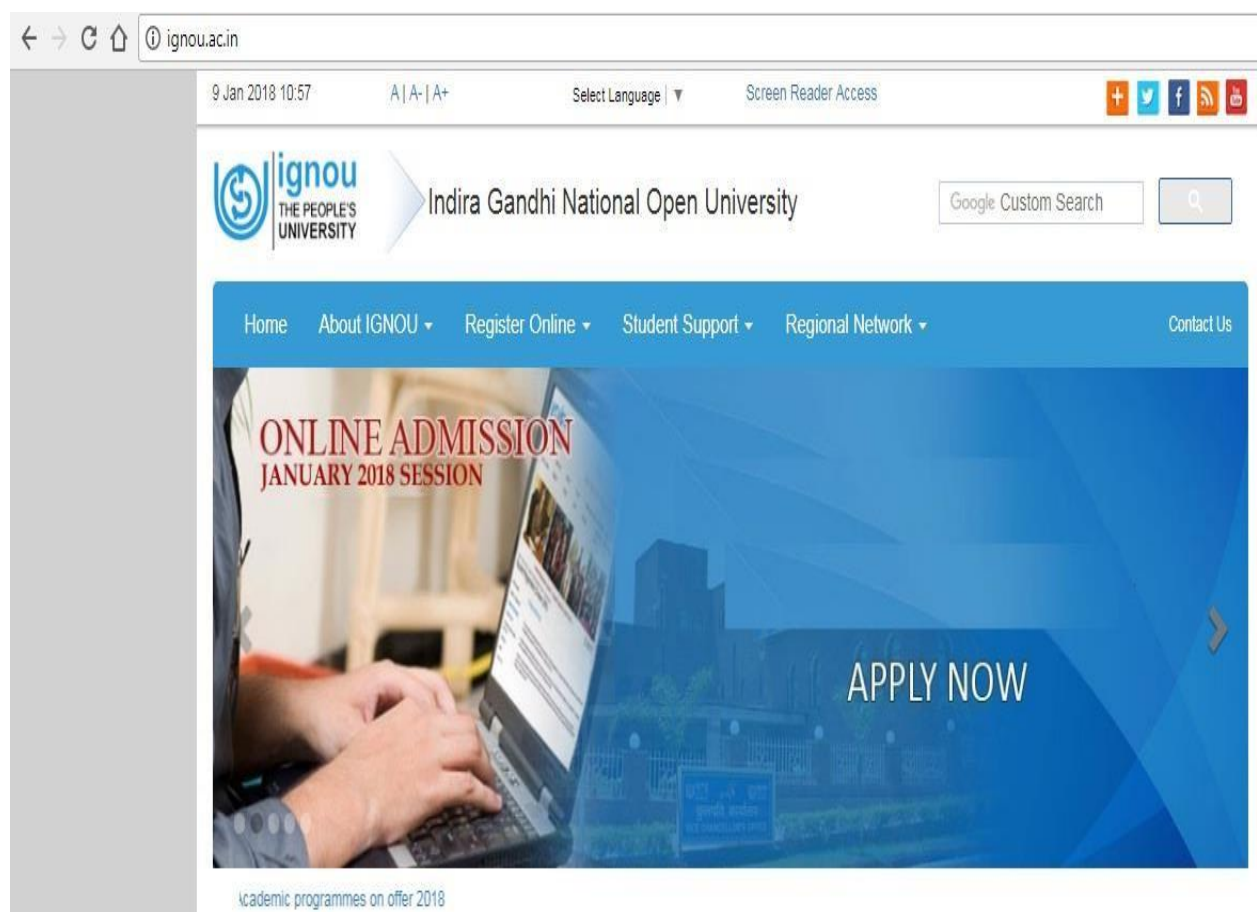 ignou.ac.in
9 Jan 2018 10:57 A | A- | A+ Select Language ▼ Screen Reader Access
ignou
THE PEOPLE'S
UNIVERSITY
Indira Gandhi National Open University
Google Custom Search
Home About IGNOU Register Online Student Support Regional Network Contact Us
ONLINE ADMISSION
JANUARY 2018 SESSION
APPLY NOW
Academic programmes on offer 2018